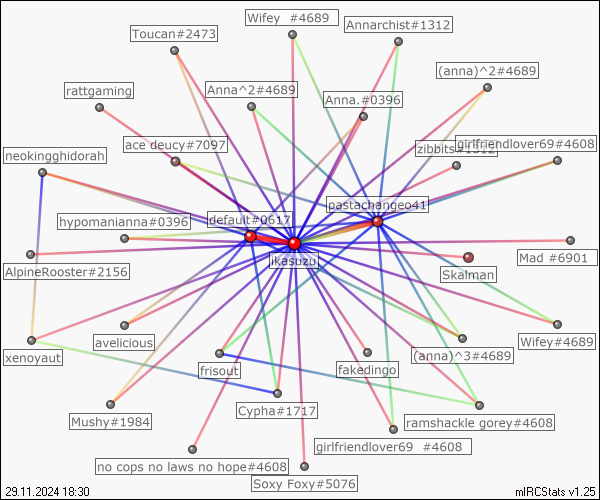 Wifey  #4689
Annarchist#1312
Toucan#2473
(anna)^2#4689
rattgaming
Anna^2#4689
Anna.#0396
ace deucy#7097
zibbits#1312
girlfriendlover69#4608
neokingghidorah
pastachangeo41
hypomanianna#0396
default#0617
ikasuzu
Mad #6901
AlpineRooster#2156
Skalman
avelicious
Wifey#4689
xenoyaut
frisout
fakedingo
(anna)^3#4689
Mushy#1984
Cypha#1717
ramshackle gorey#4608
girlfriendlover69  #4608
no cops no laws no hope#4608
Soxy Foxy#5076
29.11.2024 18:30
mIRCStats v1.25